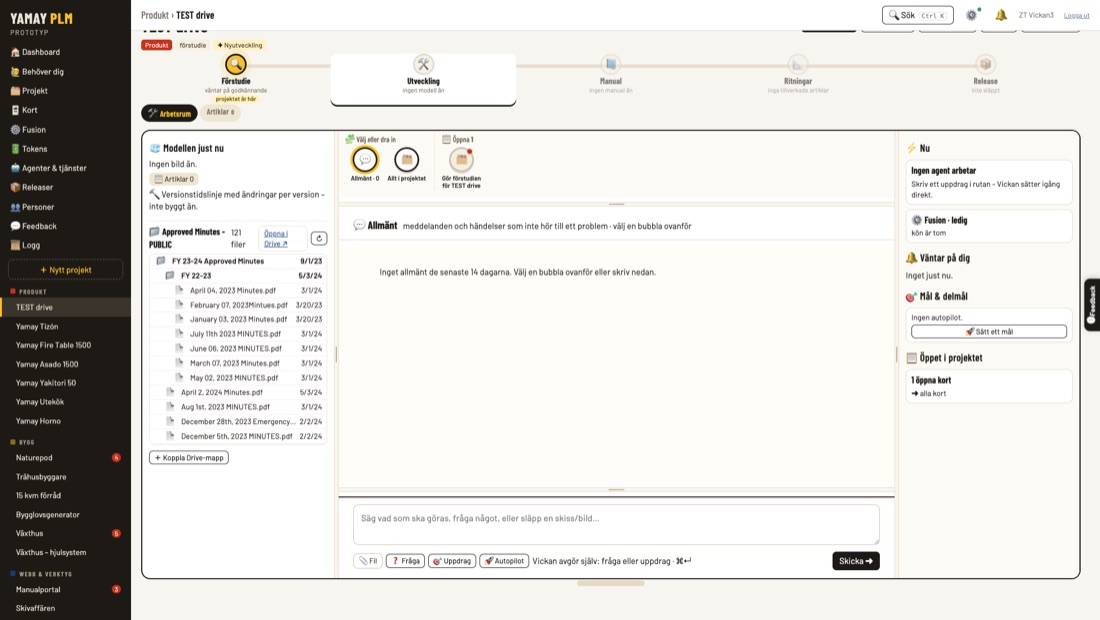 YAMAY PLM
PROTOTYP
Dashboard
Behöver dig
Projekt
Kort
Fusion
Tokens
Agenter & tjänster
Releaser
Personer
Feedback
Logg
+ Nytt projekt
PRODUKT
TEST drive
Yamay Tizón
Yamay Fire Table 1500
Yamay Asado 1500
Yamay Yakitori 50
Yamay Utekök
Yamay Horno
BYGG
Naturepod
Trähusbyggare
15 kvm förråd
Bygglovsgenerator
Växthus
Växthus – hjulsystem
WEBB & VERKTYG
Manualportal
Skivaffären
Produkt › TEST drive
Sök Ctrl K
ZT Vickan3
Logga ut
Produkt
förstudie
Nyutveckling
Förstudie
väntar på godkännande
projektet är här
Utveckling
ingen modell än
Manual
ingen manual än
Ritningar
inga tillverkade artiklar
Release
inte släppt
Arbetsrum
Artiklar 0
Modellen just nu
Ingen bild än.
Artiklar 0
Versionstidslinje med ändringar per version – inte byggt än.
Approved Minutes - PUBLIC
121 filer
Öppna i Drive ↗
FY 23-24 Approved Minutes 9/1/23
FY 22-23 5/3/24
April 04, 2023 Minutes.pdf 3/1/24
February 07, 2023Mintues.pdf 3/20/23
January 03, 2023 Minutes.pdf 3/20/23
July 11th 2023 MINUTES.pdf 3/1/24
June 06, 2023 MINUTES.pdf 3/1/24
March 07, 2023 Minutes.pdf 3/1/24
May 02, 2023 MINUTES.pdf 3/1/24
April 2, 2024 Minutes.pdf 5/3/24
Aug 1st, 2023 MINUTES.pdf 3/1/24
December 28th, 2023 Emergency... 2/2/24
December 5th, 2023 MINUTES.pdf 2/2/24
+ Koppla Drive-mapp
Välj eller dra in
Allmänt · 0
Allt i projektet
Öppna 1
Gör förstudien för TEST drive
Allmänt
meddelanden och händelser som inte hör till ett problem · välj en bubbla ovanför
Inget allmänt de senaste 14 dagarna. Välj en bubbla ovanför eller skriv nedan.
Säg vad som ska göras, fråga något, eller släpp en skiss/bild...
Fil
Fråga
Uppdrag
Autopilot
Vickan avgör själv: fråga eller uppdrag · ⌘↵
Skicka ➔
Nu
Ingen agent arbetar
Skriv ett uppdrag i rutan – Vickan sätter igång direkt.
Fusion · ledig
kön är tom
Väntar på dig
Inget just nu.
Mål & delmål
Ingen autopilot.
Sätt ett mål
Öppet i projektet
1 öppna kort
➔ alla kort
Feedback